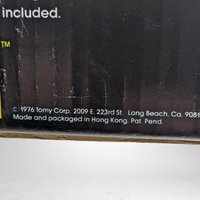 included.
™
© 1976 Tomy Corp. 2009 E. 223rd St. Long Beach, Ca. 9081
Made and packaged in Hong Kong. Pat. Pend.